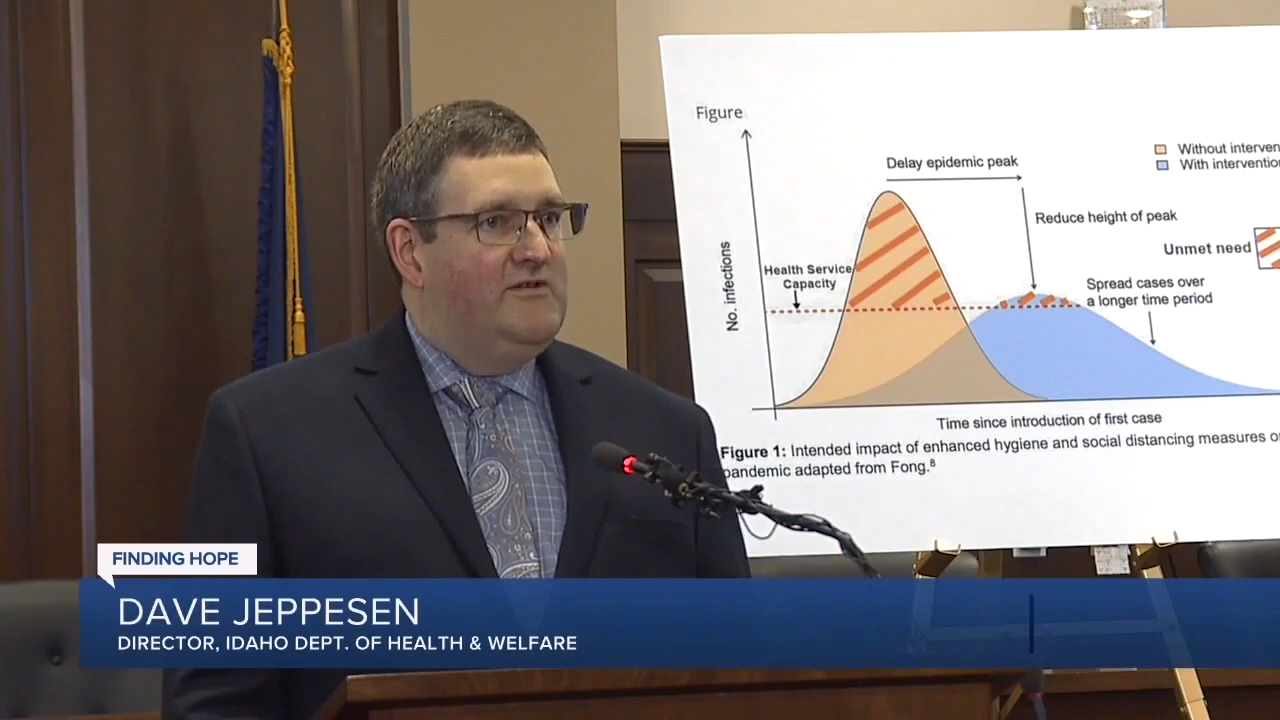 Figure
Delay epidemic peak
Without
With
Reduce height of peak
Unmet need
Health Service
Capacity
Spread cases over
a longer time period
No. infections
Time since introduction of first case
Figure 1: Intended impact of enhanced hygiene and social distancing measures
pandemic adapted from Fong.8
FINDING HOPE
DAVE JEPPESEN
DIRECTOR, IDAHO DEPT. OF HEALTH & WELFARE